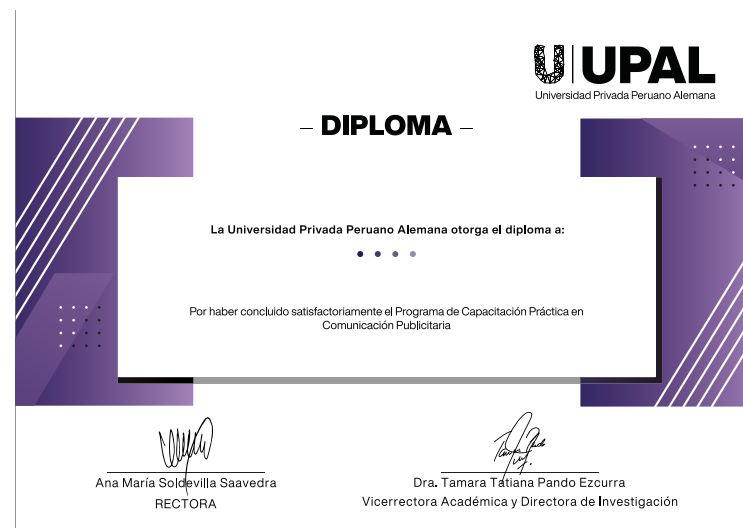 UPAL
Universidad Privada Peruano Alemana
– DIPLOMA –
La Universidad Privada Peruano Alemana otorga el diploma a:
Por haber concluido satisfactoriamente el Programa de Capacitación Práctica en
Comunicación Publicitaria
Ana María Soldevilla Saavedra
RECTORA
Dra. Tamara Tatiana Pando Ezcurra
Vicerrectora Académica y Directora de Investigación